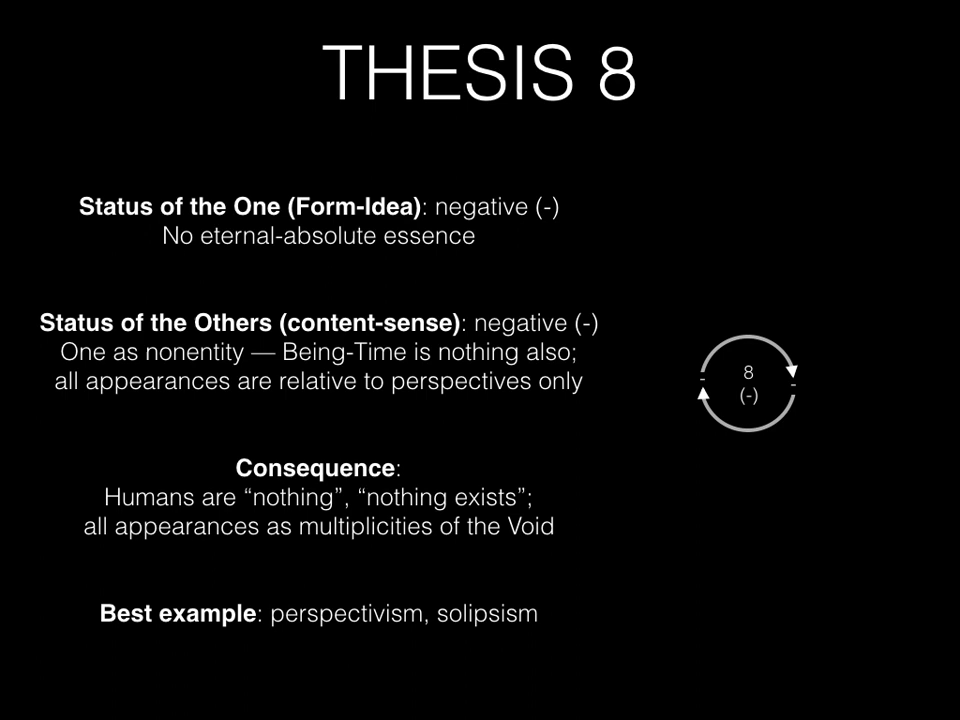 THESIS 8
Status of the One (Form-Idea): negative (-)
No eternal-absolute essence
Status of the Others (content-sense): negative (-)
One as nonentity — Being-Time is nothing also;
all appearances are relative to perspectives only
Consequence:
Humans are “nothing”, “nothing exists”;
all appearances as multiplicities of the Void
Best example: perspectivism, solipsism
- 8 -
(-)